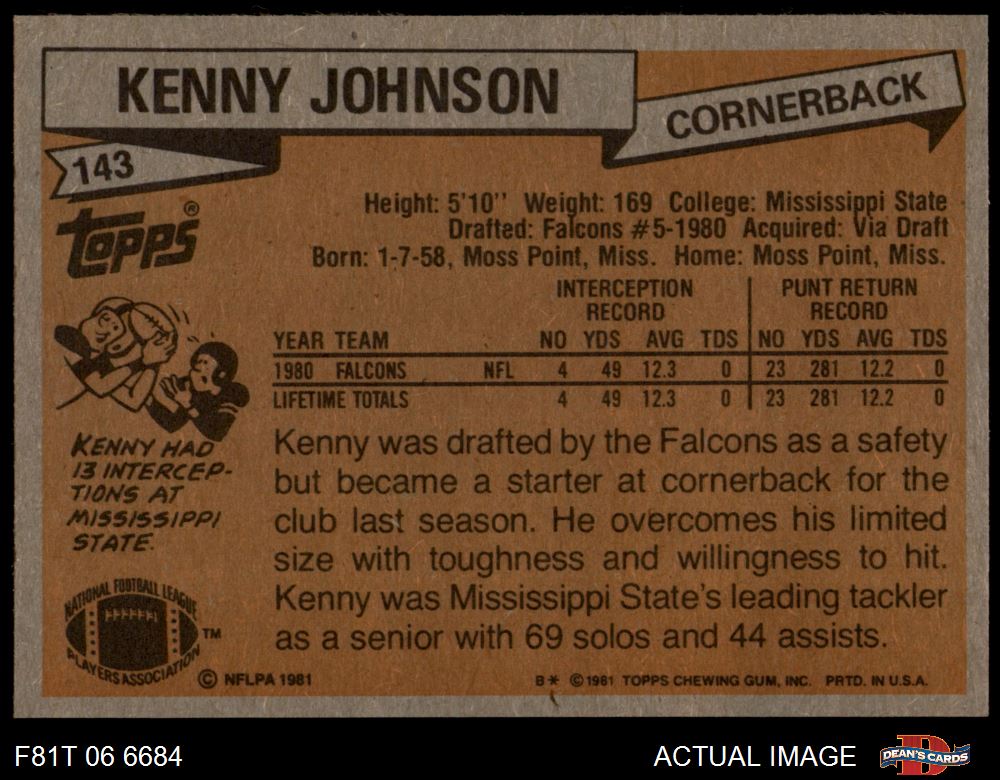 KENNY JOHNSON
CORNERBACK
143
Topps®
Height: 5'10" Weight: 169 College: Mississippi State
Drafted: Falcons #5-1980 Acquired: Via Draft
Born: 1-7-58, Moss Point, Miss. Home: Moss Point, Miss.
INTERCEPTION RECORD PUNT RETURN RECORD
YEAR TEAM NO YDS AVG TDS NO YDS AVG TDS
1980 FALCONS NFL 4 49 12.3 0 23 281 12.2 0
LIFETIME TOTALS 4 49 12.3 0 23 281 12.2 0
KENNY HAD
13 INTERCEP-
TIONS AT
MISSISSIPPI
STATE.
Kenny was drafted by the Falcons as a safety
but became a starter at cornerback for the
club last season. He overcomes his limited
size with toughness and willingness to hit.
Kenny was Mississippi State's leading tackler
as a senior with 69 solos and 44 assists.
NATIONAL FOOTBALL LEAGUE
PLAYERS ASSOCIATION
TM
© NFLPA 1981
B* © 1981 TOPPS CHEWING GUM, INC. PRTD. IN U.S.A.
F81T 06 6684
ACTUAL IMAGE
DEAN'S CARDS